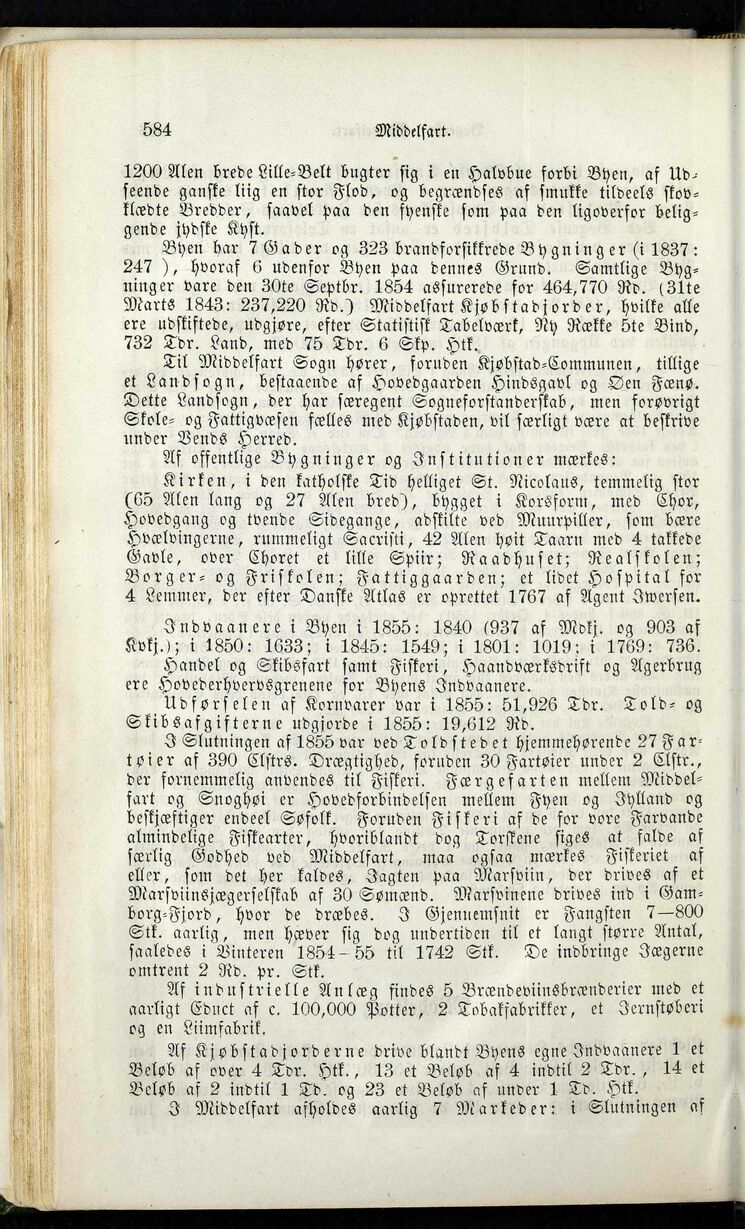 584
Middelfart.
1200 Alen brede Lille-Belt bugter sig i en Halvbue forbi Byen, af Ud-
seende ganske liig en stor Flod, og begrændses af smukke tildeels skov-
klædte Bredder, saavel paa den fyenske som paa den ligoverfor belig-
gende jydske Kyst.
Byen har 7 Gader og 323 brandforsikkrede Bygninger (i 1837:
247 ), hvoraf 6 udenfor Byen paa dennes Grund. Samtlige Byg-
ninger vare den 30te Septbr. 1854 assurerede for 464,770 Rd. (31te
Marts 1843: 237,220 Rd.) Middelfart Kjøbstadjorder, hvilke alle
ere udskiftede, udgjøre, efter Statistisk Tabelværk, Ny Række 5te Bind,
732 Tdr. Land, med 75 Tdr. 6 Skp. Htk.
Til Middelfart Sogn hører, foruden Kjøbstad-Communen, tillige
et Landsogn, bestaaende af Hovedgaarden Hindsgavl og Øen Fænø.
Dette Landsogn, der har særegent Sogneforstanderskab, men forøvrigt
Skole- og Fattigvæsen fælles med Kjøbstaden, vil særligt være at beskrive
under Vends Herred.
Af offentlige Bygninger og Institutioner mærkes:
Kirken, i den katholske Tid helliget St. Nicolaus, temmelig stor
(65 Alen lang og 27 Alen bred), bygget i Korsform, med Chor,
Hovedgang og tvende Sidegange, adskilte ved Muurpiller, som bære
Hvælvingerne, rummeligt Sacristi, 42 Alen høit Taarn med 4 takkede
Gavle, over Choret et lille Spiir; Raadhuset; Realskolen;
Borger- og Friskolen; Fattiggaarden; et lidet Hospital for
4 Lemmer, der efter Danske Atlas er oprettet 1767 af Agent Iwersen.
Indvaanere i Byen i 1855: 1840 (937 af Mdkj. og 903 af
Kvkj.); i 1850: 1633; i 1845: 1549; i 1801: 1019; i 1769: 736.
Handel og Skibsfart samt Fiskeri, Haandværksdrift og Agerbrug
ere Hovederhvervsgrenene for Byens Indvaanere.
Udførselen af Kornvarer var i 1855: 51,926 Tdr. Told- og
Skibsafgifterne udgjorde i 1855: 19,612 Rd.
I Slutningen af 1855 var ved Toldstedet hjemmehørende 27 Far-
tøier af 390 Clstrs. Drægtighed, foruden 30 Fartøier under 2 Clstr.,
der fornemmelig anvendes til Fiskeri. Færgefarten mellem Middel-
fart og Snoghøi er Hovedforbindelsen mellem Fyen og Jylland og
beskjæftiger endeel Søfolk. Foruden Fiskeri af de for vore Farvande
almindelige Fiskearter, hvoriblandt dog Torskene siges at falde af
særlig Godhed ved Middelfart, maa ogsaa mærkes Fiskeriet af
eller, som det her kaldes, Jagten paa Marsviin, der drives af et
Marsviinsjægerselskab af 30 Sømænd. Marsvinene drives ind i Gam-
borg-Fjord, hvor de dræbes. I Gjennemsnit er Fangsten 7—800
Stk. aarlig, men hæver sig dog undertiden til et langt større Antal,
saaledes i Vinteren 1854-55 til 1742 Stk. De indbringe Jægerne
omtrent 2 Rd. pr. Stk.
Af industrielle Anlæg findes 5 Brændeviinsbrænderier med et
aarligt Educt af c. 100,000 Potter, 2 Tobaksfabrikker, et Jernstøberi
og en Liimfabrik.
Af Kjøbstadjorderne drive blandt Byens egne Indvaanere 1 et
Beløb af over 4 Tdr. Htk., 13 et Beløb af 4 indtil 2 Tdr., 14 et
Beløb af 2 indtil 1 Td. og 23 et Beløb af under 1 Td. Htk.
I Middelfart afholdes aarlig 7 Markeder: i Slutningen af